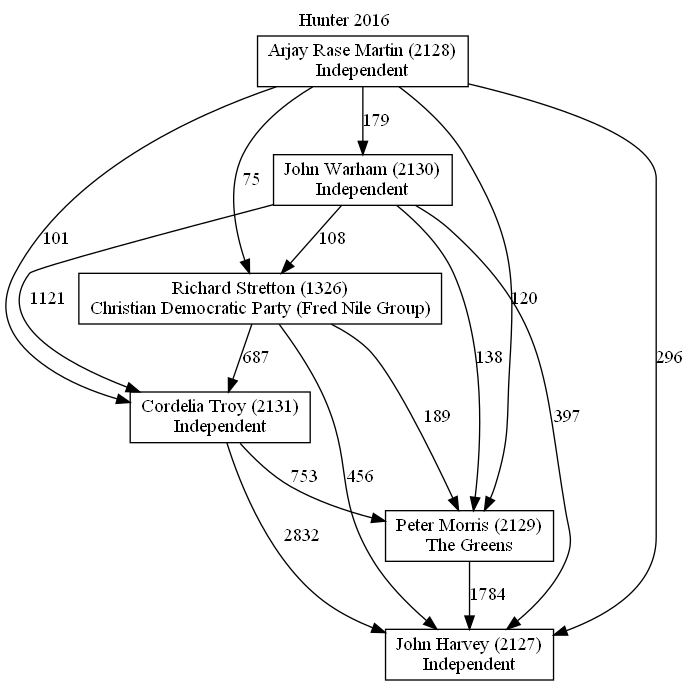 Hunter 2016
Arjay Rase Martin (2128)
Independent
179
John Warham (2130)
Independent
75
101
108
120
1121
Richard Stretton (1326)
Christian Democratic Party (Fred Nile Group)
138
296
687
Cordelia Troy (2131)
Independent
189
397
753
456
2832
Peter Morris (2129)
The Greens
1784
John Harvey (2127)
Independent